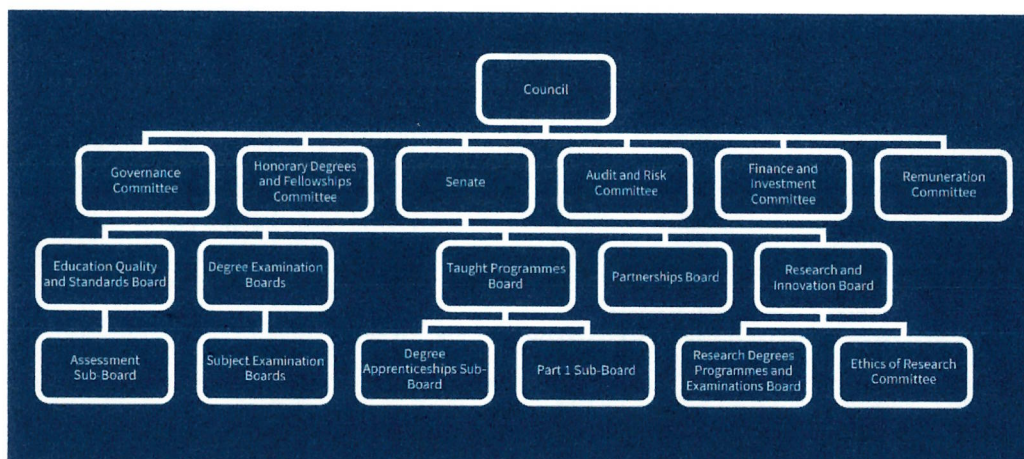 Council
Governance
Committee
Honorary Degrees
and Fellowships
Committee
Senate
Audit and Risk
Committee
Finance and
Investment
Committee
Remuneration
Committee
Education Quality
and Standards Board
Degree Examination
Boards
Taught Programmes
Board
Partnerships Board
Research and
Innovation Board
Assessment
Sub-Board
Subject Examination
Boards
Degree
Apprenticeships Sub-
Board
Part 1 Sub-Board
Research Degrees
Programmes and
Examinations Board
Ethics of Research
Committee